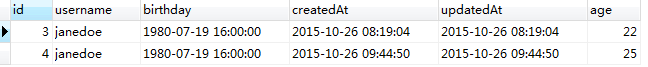 id username birthday createdAt updatedAt age
3 janedoe 1980-07-19 16:00:00 2015-10-26 08:19:04 2015-10-26 08:19:04 22
4 janedoe 1980-07-19 16:00:00 2015-10-26 09:44:50 2015-10-26 09:44:50 25